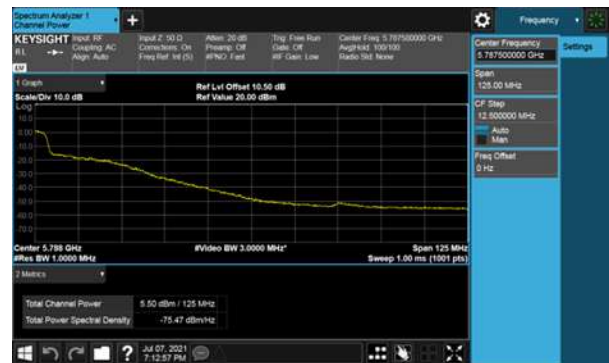 Spectrum Analyzer 1
Channel Power
+
Frequency
KEYSIGHT Input: RF
RL Coupling: AC
Align: Auto
Input Z: 50 Ω
Corrections: On
Freq Ref: Int (S)
Atten: 20 dB
Preamp: Off
#PNO: Fast
Trig: Free Run
Gate: Off
#IF Gain: Low
Center Freq: 5.787500000 GHz
Avg|Hold: 100/100
Radio Std: None
Center Frequency
5.787500000 GHz
Settings
Span
125.00 MHz
CF Step
12.500000 MHz
Auto
Man
Freq Offset
0 Hz
1 Graph
Scale/Div 10.0 dB
Ref Lvl Offset 10.50 dB
Ref Value 20.00 dBm
Log
10.0
0.00
-10.0
-20.0
-30.0
-40.0
-50.0
-60.0
-70.0
Center 5.788 GHz
#Video BW 3.0000 MHz*
Span 125 MHz
#Res BW 1.0000 MHz
Sweep 1.00 ms (1001 pts)
2 Metrics
Total Channel Power 5.50 dBm / 125 MHz
Total Power Spectral Density -75.47 dBm/Hz
?
Jul 07, 2021
7:12:57 PM